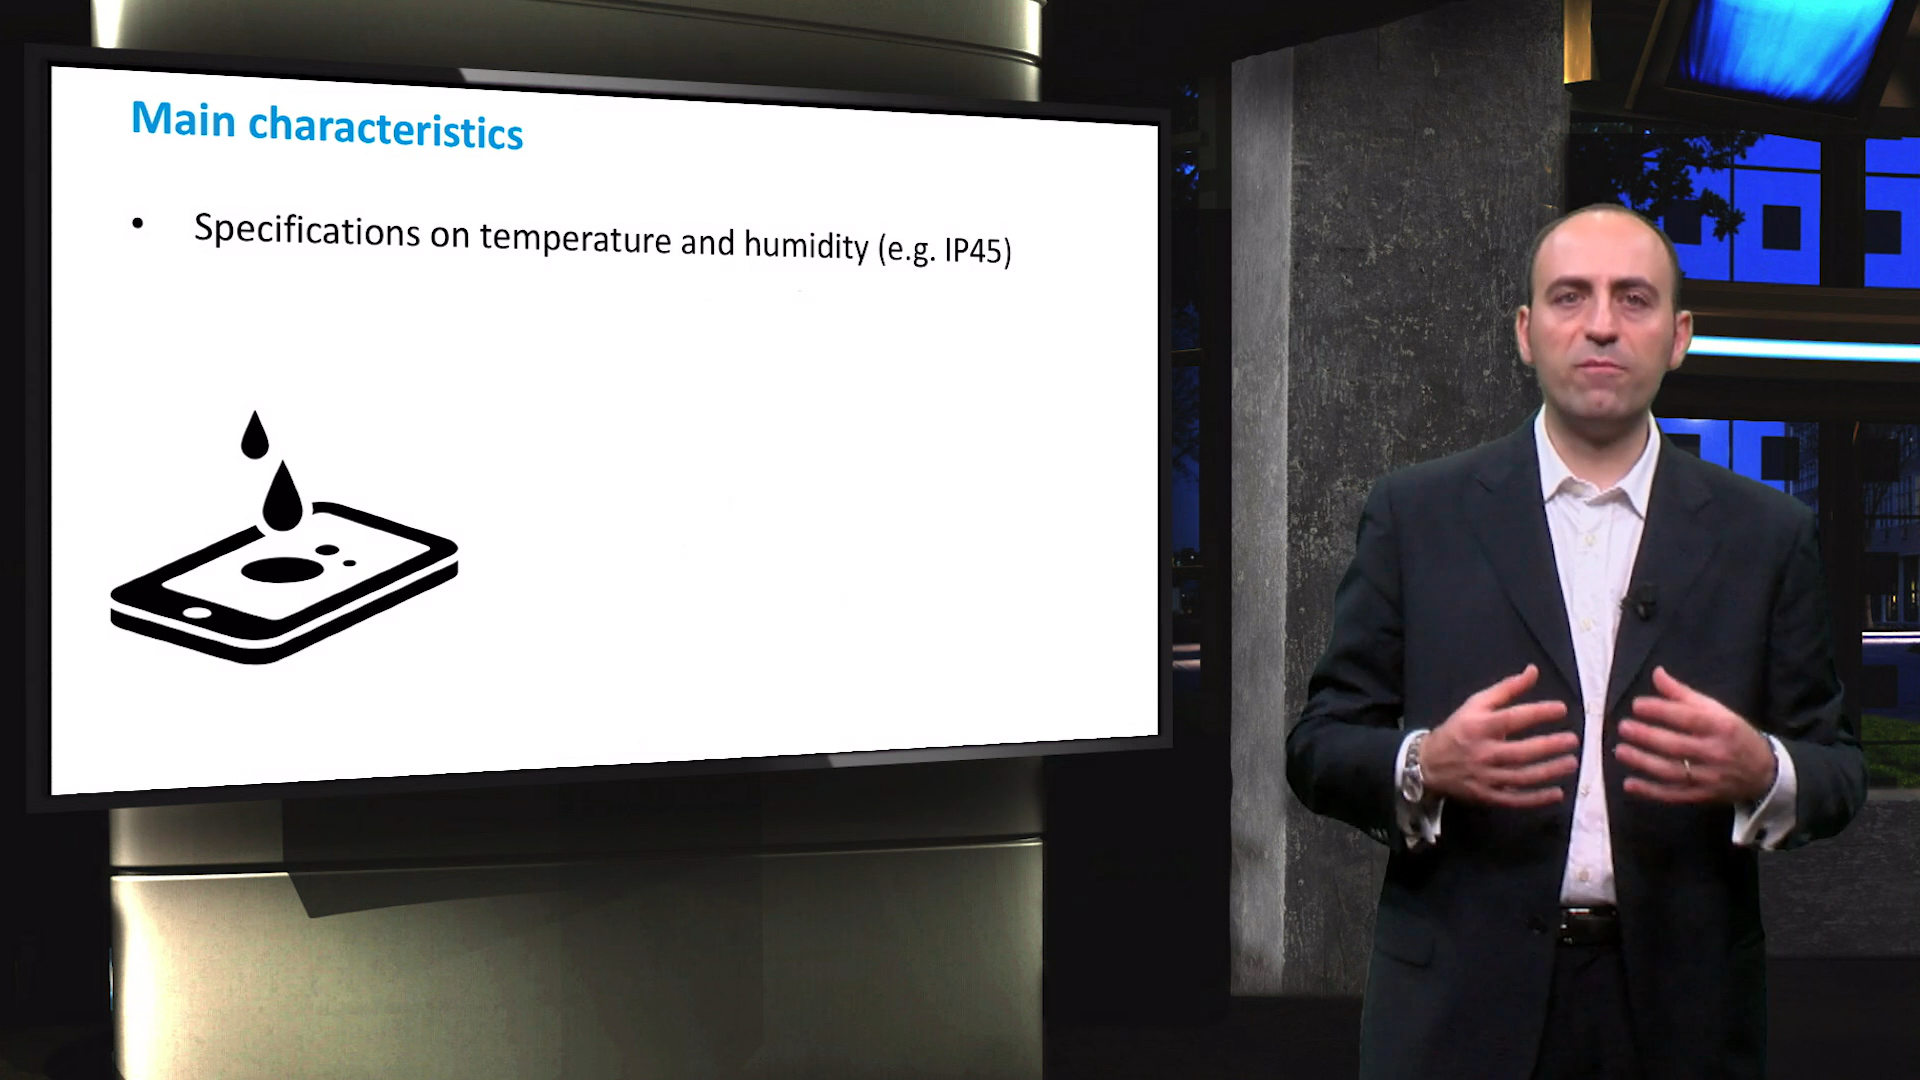 Main characteristics
• Specifications on temperature and humidity (e.g. IP45)